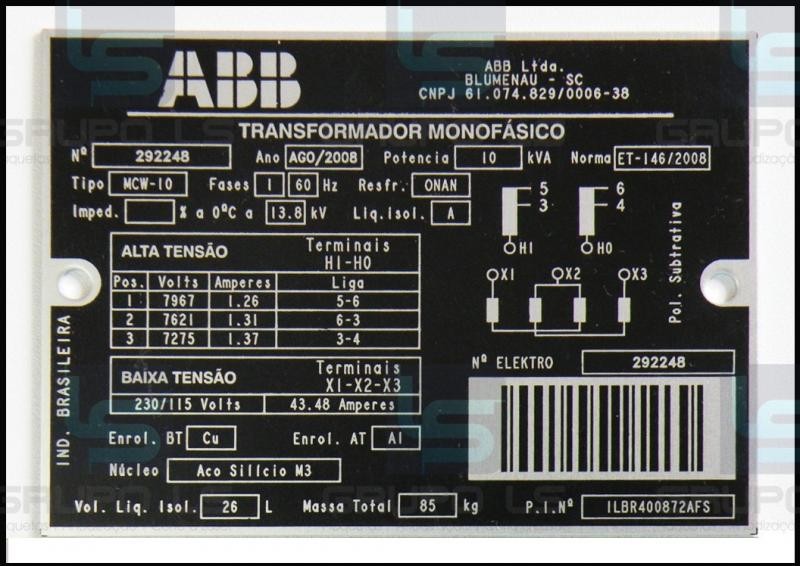 ABB
ABB Ltda.
BLUMENAU - SC
CNPJ 61.074.829/0006-38
TRANSFORMADOR MONOFÁSICO
Nº 292248 Ano AGO/2008 Potencia 10 kVA Norma ET-146/2008
Tipo MCW-10 Fases 1 60 Hz Resfr. ONAN
Imped. % a 0ºC a 13.8 kV Liq.isol. A
5 6
3 4
H1 H0
X1 X2 X3
Pol. Subtrativa
ALTA TENSÃO Terminais
H1-H0
Pos. Volts Amperes Liga
1 7967 1.26 5-6
2 7621 1.31 6-3
3 7275 1.37 3-4
BAIXA TENSÃO Terminais
X1-X2-X3
230/115 Volts 43.48 Amperes
Nº ELEKTRO 292248
IND. BRASILEIRA
Enrol. BT Cu Enrol. AT Al
Núcleo Aco Silício M3
Vol. Liq. Isol. 26 L Massa Total 85 kg P.I.Nº 1LBR400872AFS
GRUPO LS